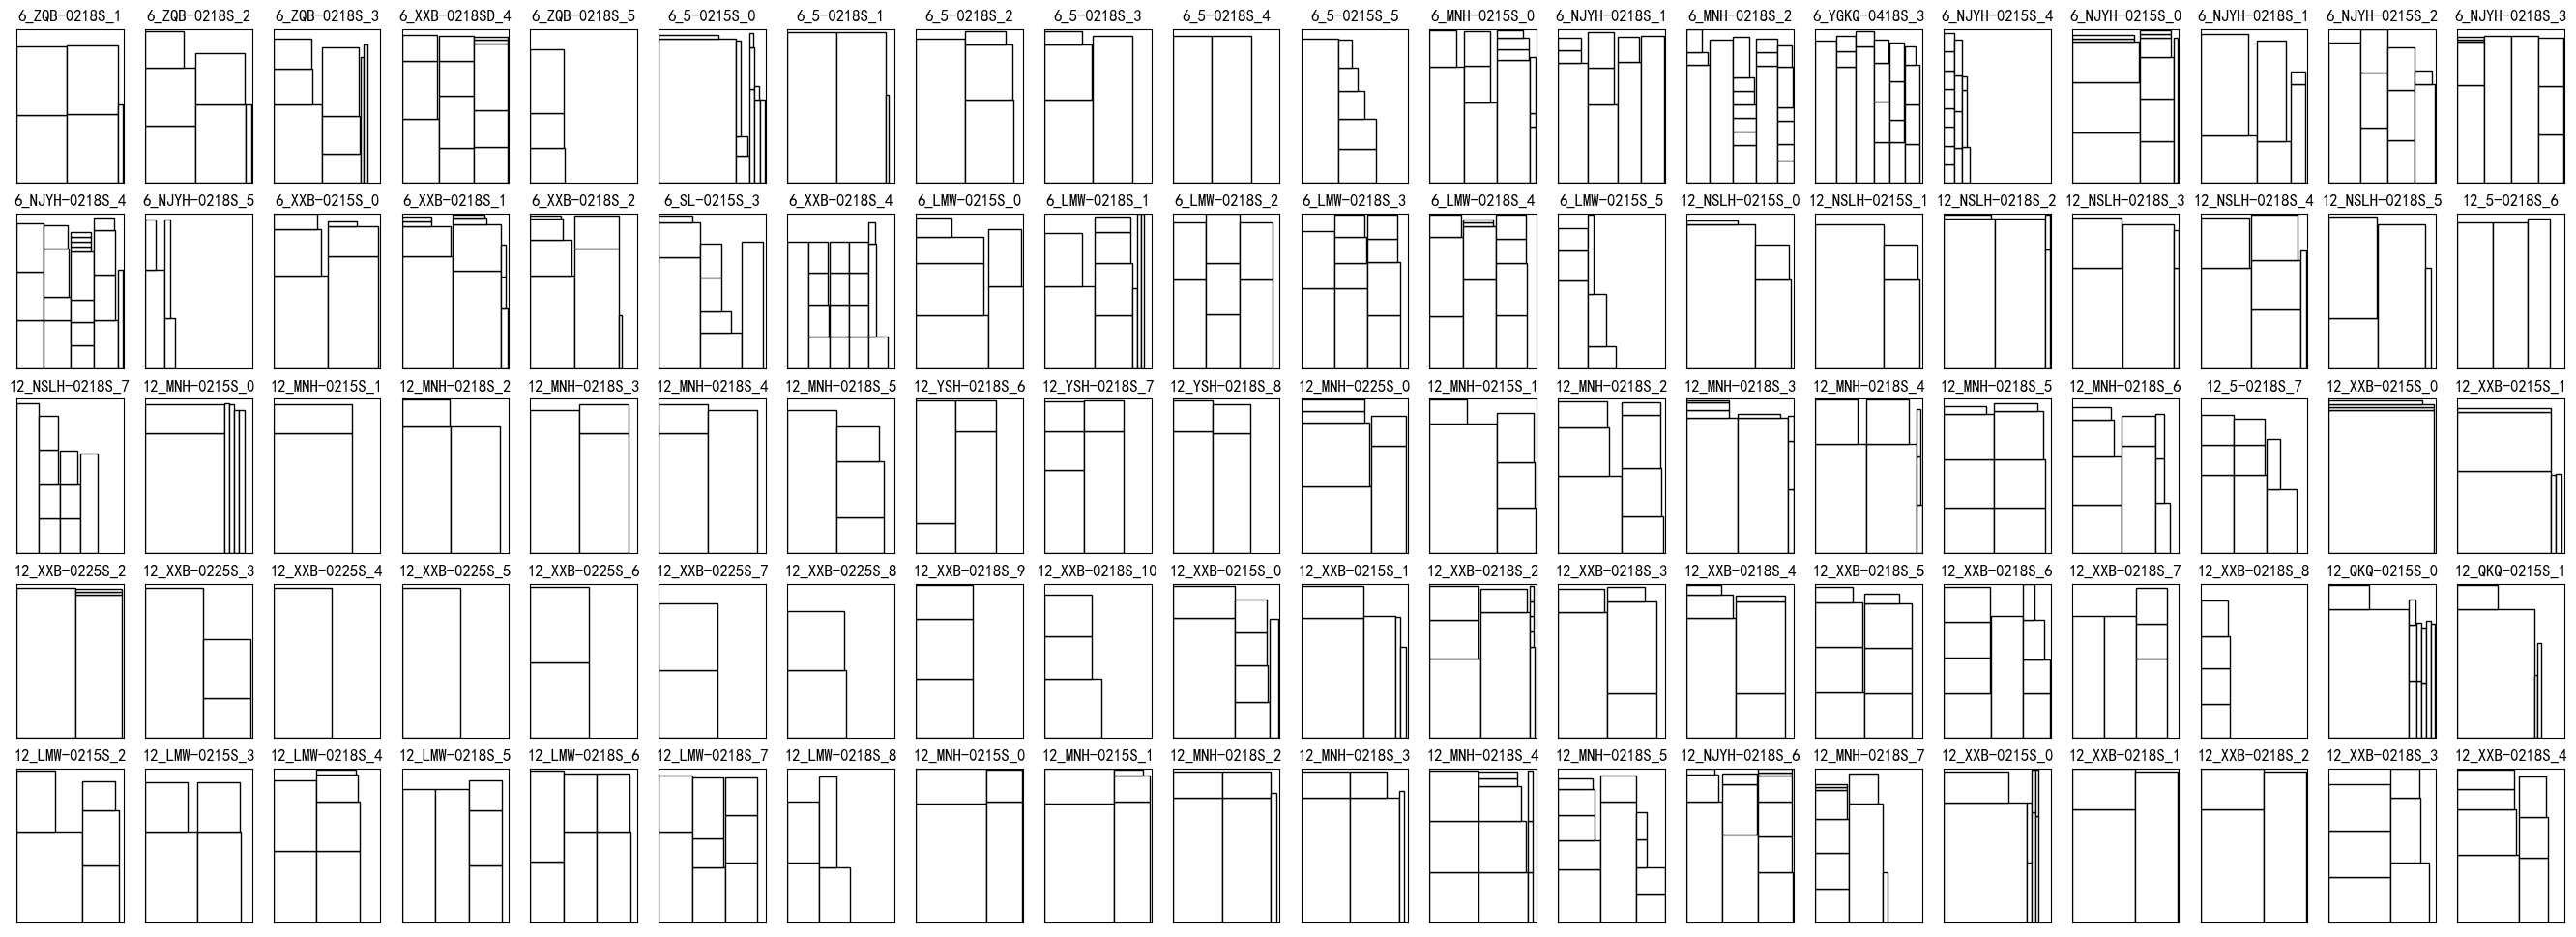 6_ZQB-0218S_1 6_ZQB-0218S_2 6_ZQB-0218S_3 6_XXB-0218SD_4 6_ZQB-0218S_5 6_5-0215S_0 6_5-0218S_1 6_5-0218S_2 6_5-0218S_3 6_5-0218S_4 6_5-0215S_5 6_MNH-0215S_0 6_NJYH-0218S_1 6_MNH-0218S_2 6_YGKQ-0418S_3 6_NJYH-0215S_4 6_NJYH-0215S_0 6_NJYH-0218S_1 6_NJYH-0215S_2 6_NJYH-0218S_3
6_NJYH-0218S_4 6_NJYH-0218S_5 6_XXB-0215S_0 6_XXB-0218S_1 6_XXB-0218S_2 6_SL-0215S_3 6_XXB-0218S_4 6_LMW-0215S_0 6_LMW-0218S_1 6_LMW-0218S_2 6_LMW-0218S_3 6_LMW-0218S_4 6_LMW-0215S_5 12_NSLH-0215S_0 12_NSLH-0215S_1 12_NSLH-0218S_2 12_NSLH-0218S_3 12_NSLH-0218S_4 12_NSLH-0218S_5 12_5-0218S_6
12_NSLH-0218S_7 12_MNH-0215S_0 12_MNH-0215S_1 12_MNH-0218S_2 12_MNH-0218S_3 12_MNH-0218S_4 12_MNH-0218S_5 12_YSH-0218S_6 12_YSH-0218S_7 12_YSH-0218S_8 12_MNH-0225S_0 12_MNH-0215S_1 12_MNH-0218S_2 12_MNH-0218S_3 12_MNH-0218S_4 12_MNH-0218S_5 12_MNH-0218S_6 12_5-0218S_7 12_XXB-0215S_0 12_XXB-0215S_1
12_XXB-0225S_2 12_XXB-0225S_3 12_XXB-0225S_4 12_XXB-0225S_5 12_XXB-0225S_6 12_XXB-0225S_7 12_XXB-0225S_8 12_XXB-0218S_9 12_XXB-0218S_10 12_XXB-0215S_0 12_XXB-0215S_1 12_XXB-0218S_2 12_XXB-0218S_3 12_XXB-0218S_4 12_XXB-0218S_5 12_XXB-0218S_6 12_XXB-0218S_7 12_XXB-0218S_8 12_QKQ-0215S_0 12_QKQ-0215S_1
12_LMW-0215S_2 12_LMW-0215S_3 12_LMW-0218S_4 12_LMW-0218S_5 12_LMW-0218S_6 12_LMW-0218S_7 12_LMW-0218S_8 12_MNH-0215S_0 12_MNH-0215S_1 12_MNH-0218S_2 12_MNH-0218S_3 12_MNH-0218S_4 12_MNH-0218S_5 12_NJYH-0218S_6 12_MNH-0218S_7 12_XXB-0215S_0 12_XXB-0218S_1 12_XXB-0218S_2 12_XXB-0218S_3 12_XXB-0218S_4